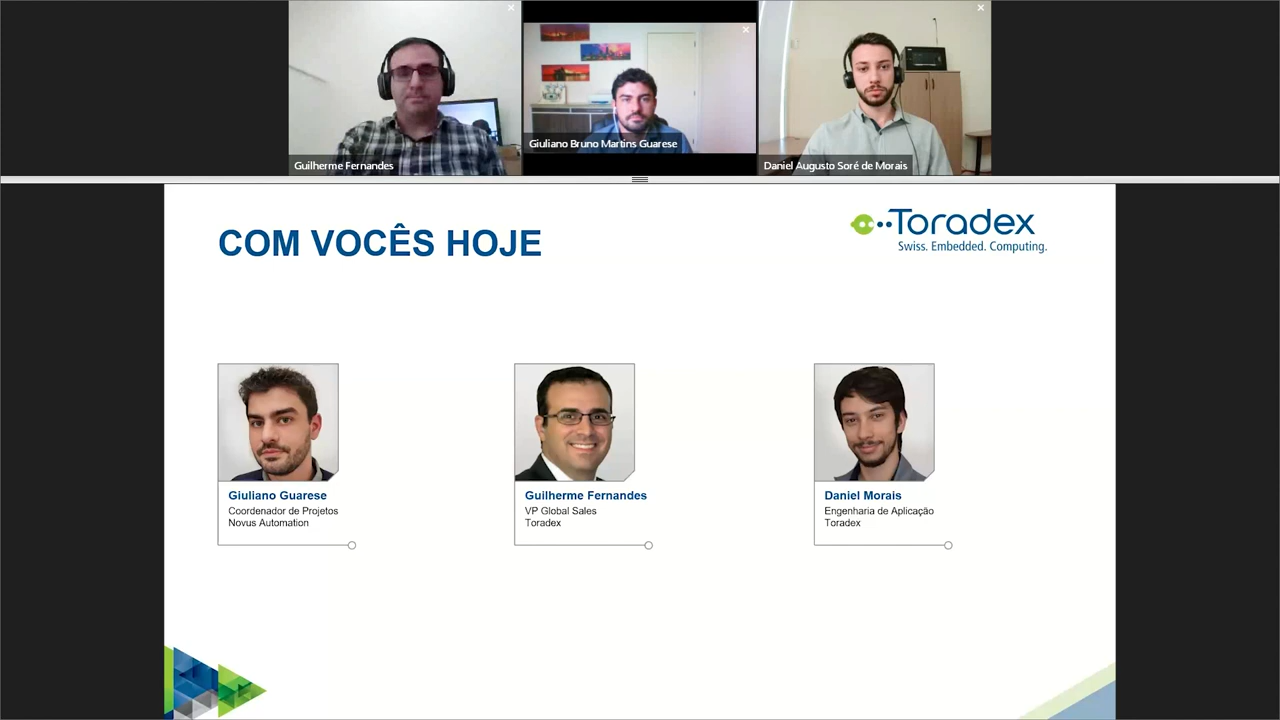 Guilherme Fernandes
Giuliano Bruno Martins Guarese
Daniel Augusto Soré de Morais
COM VOCÊS HOJE
Toradex
Swiss. Embedded. Computing.
Giuliano Guarese
Coordenador de Projetos
Novus Automation
Guilherme Fernandes
VP Global Sales
Toradex
Daniel Morais
Engenharia de Aplicação
Toradex